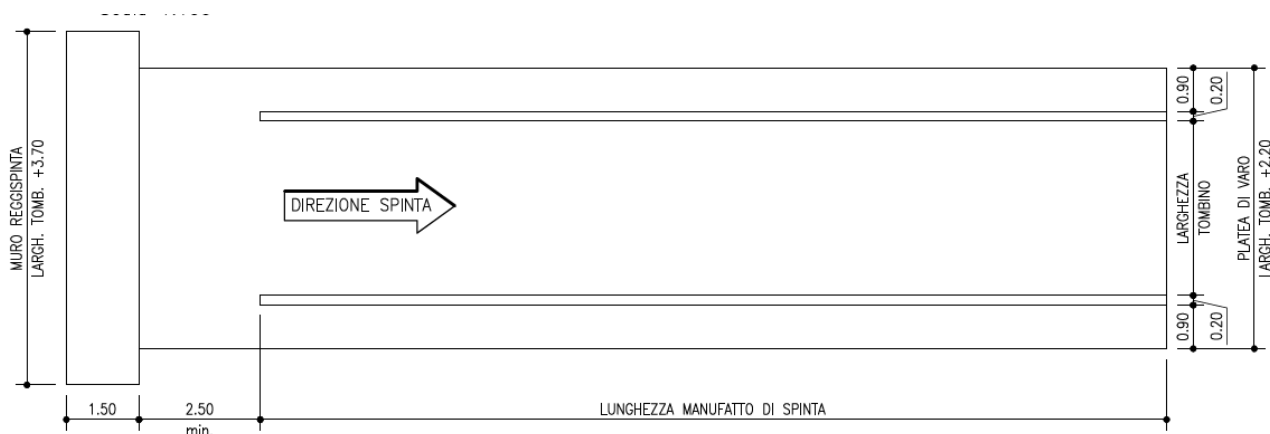 MURO REGGISPINTA
LARGH. TOMB. +3.70
DIREZIONE SPINTA
0.90
0.20
LARGHEZZA
TOMBINO
PLATEA DI VARO
LARGH. TOMB. +2.20
0.90
0.20
1.50
2.50
min.
LUNGHEZZA MANUFATTO DI SPINTA